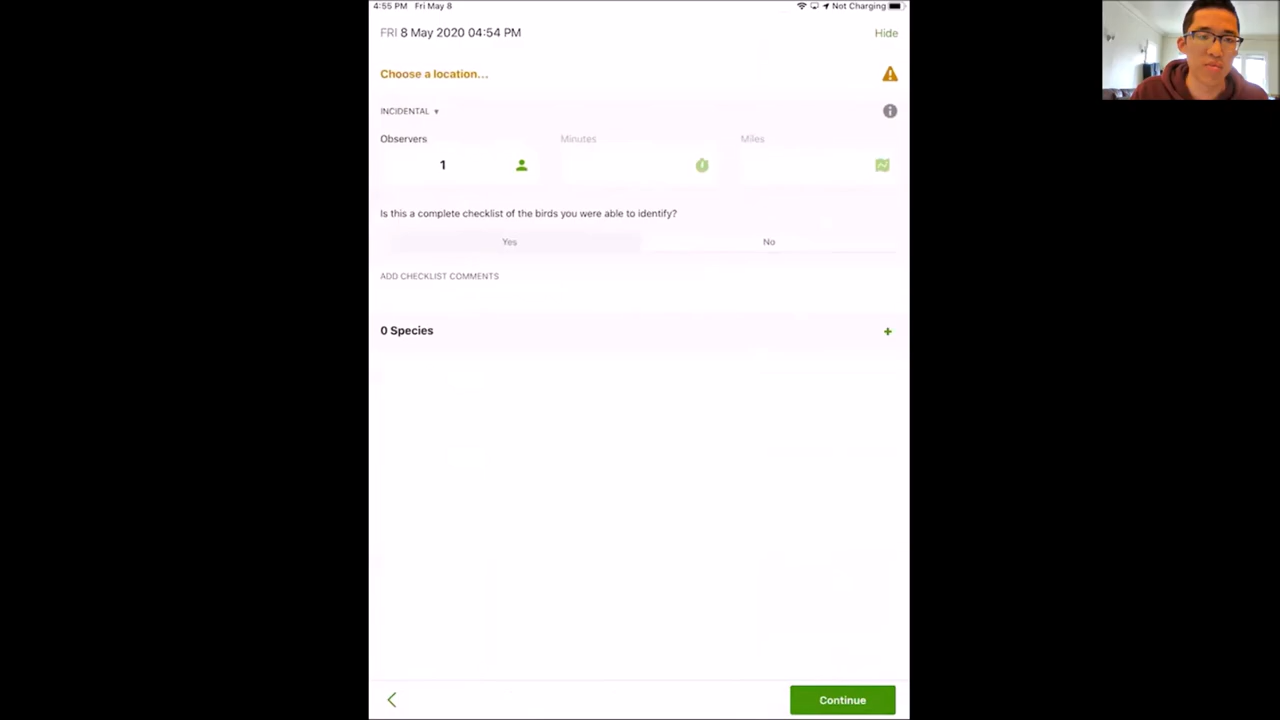 4:55 PM Fri May 8
Not Charging
FRI 8 May 2020 04:54 PM
Hide
Choose a location...
INCIDENTAL
Observers
Minutes
Miles
1
Is this a complete checklist of the birds you were able to identify?
Yes
No
ADD CHECKLIST COMMENTS
0 Species
+
Continue